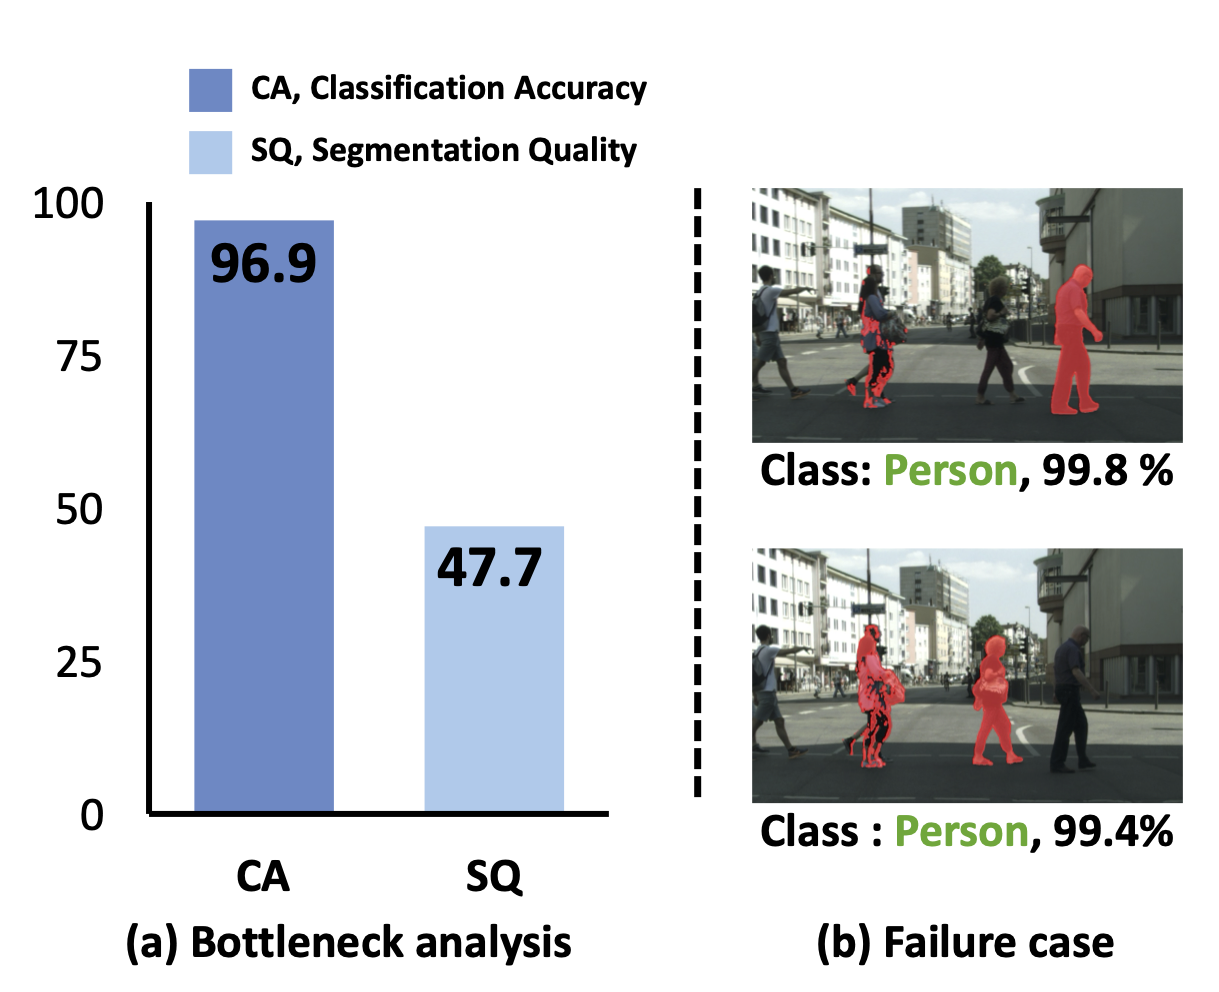 CA, Classification Accuracy
SQ, Segmentation Quality
100
75
50
25
0
96.9
47.7
CA
SQ
(a) Bottleneck analysis
Class: Person, 99.8 %
Class : Person, 99.4%
(b) Failure case